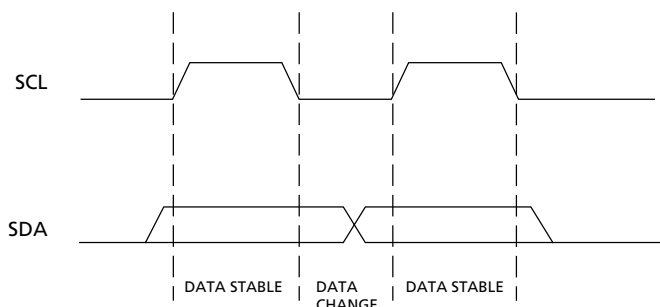 SCL
SDA
DATA STABLE
DATA
CHANGE
DATA STABLE